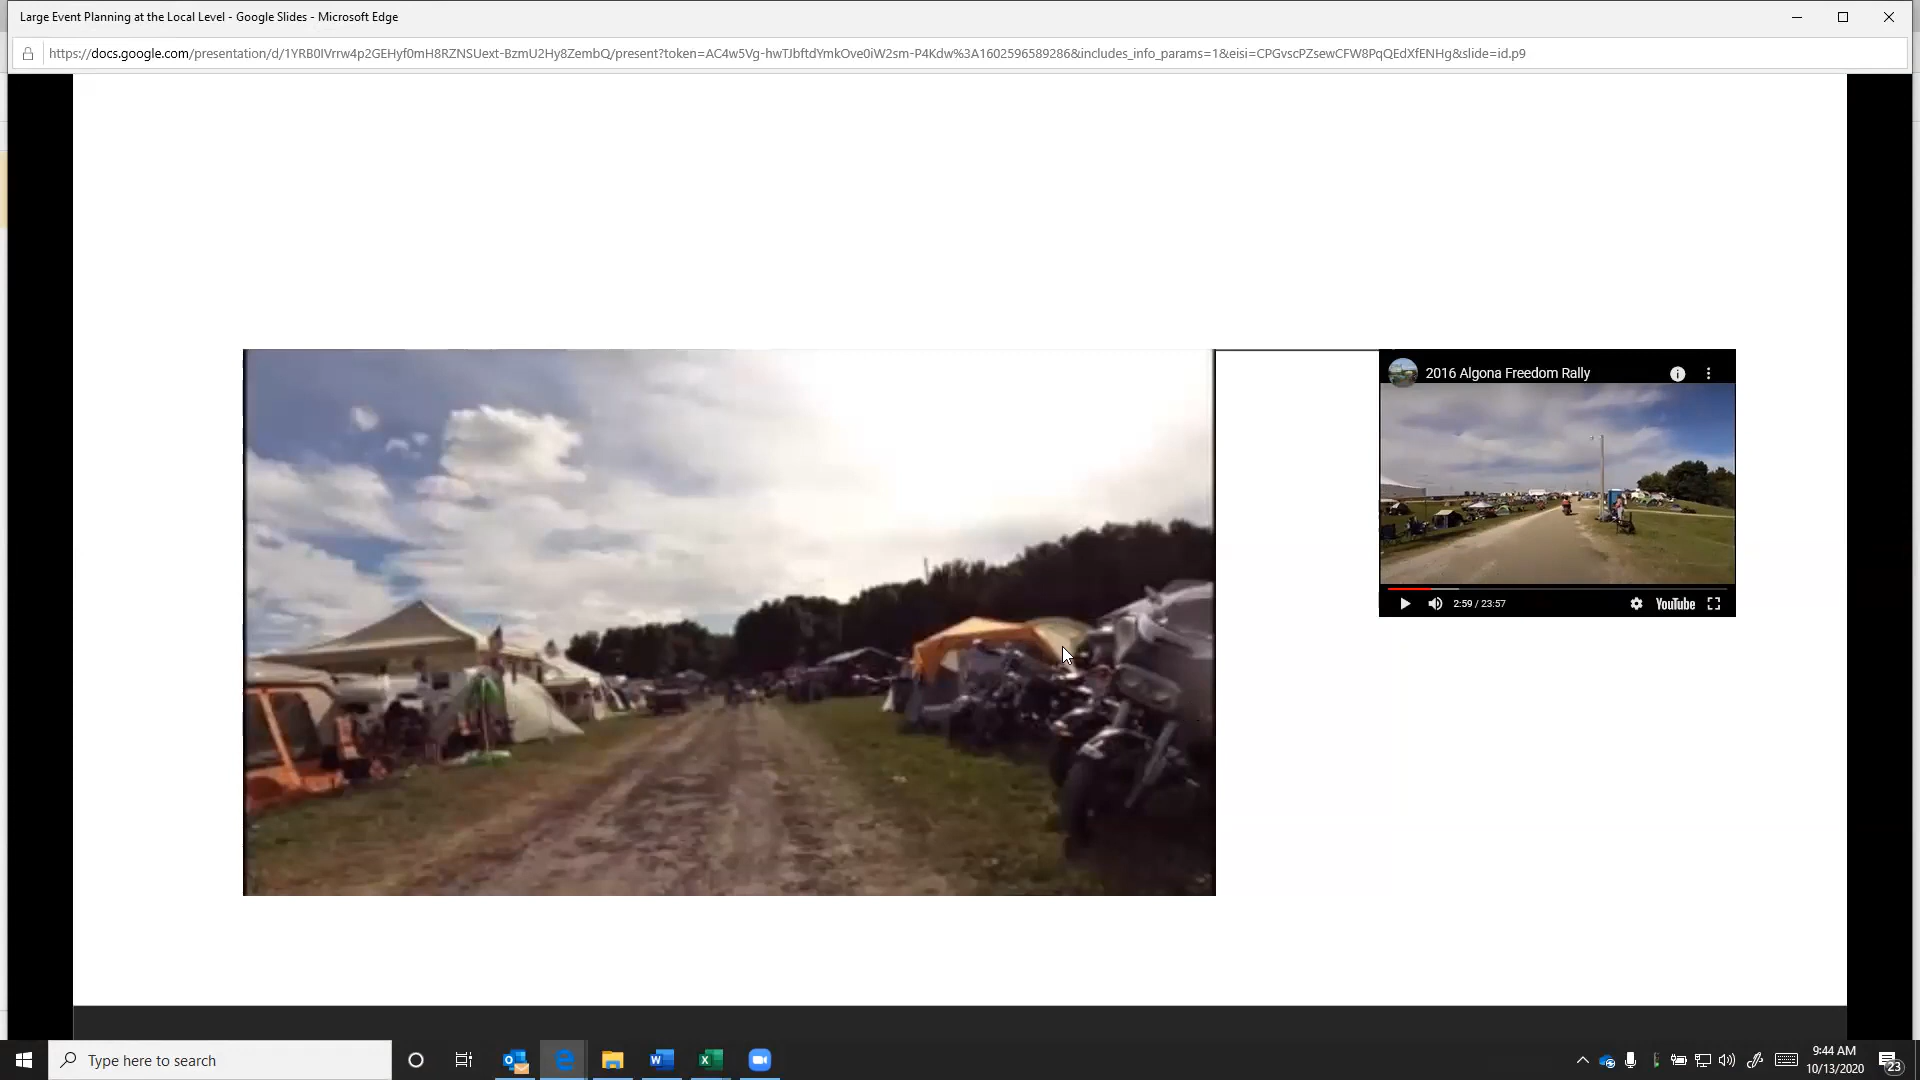 Large Event Planning at the Local Level - Google Slides - Microsoft Edge
https://docs.google.com/presentation/d/1YRB0IVrrw4p2GEHyf0mH8RZNSUext-BzmU2Hy8ZembQ/present?token=AC4w5Vg-hwTJbftdYmkOve0iW2sm-P4Kdw%3A1602596589286&includes_info_params=1&eisi=CPGvscPZsewCFW8PqQEdXfENHg&slide=id.p9
2016 Algona Freedom Rally
2:59 / 23:57
YouTube
Type here to search
9:44 AM
10/13/2020
23